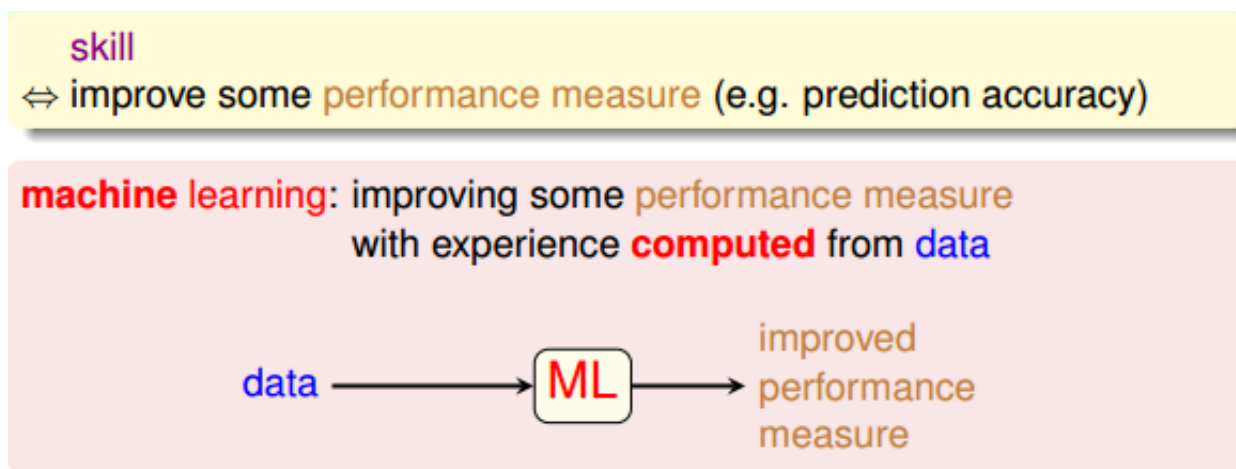 skill
⇔ improve some performance measure (e.g. prediction accuracy)
machine learning: improving some performance measure
with experience computed from data
data
ML
improved
performance
measure